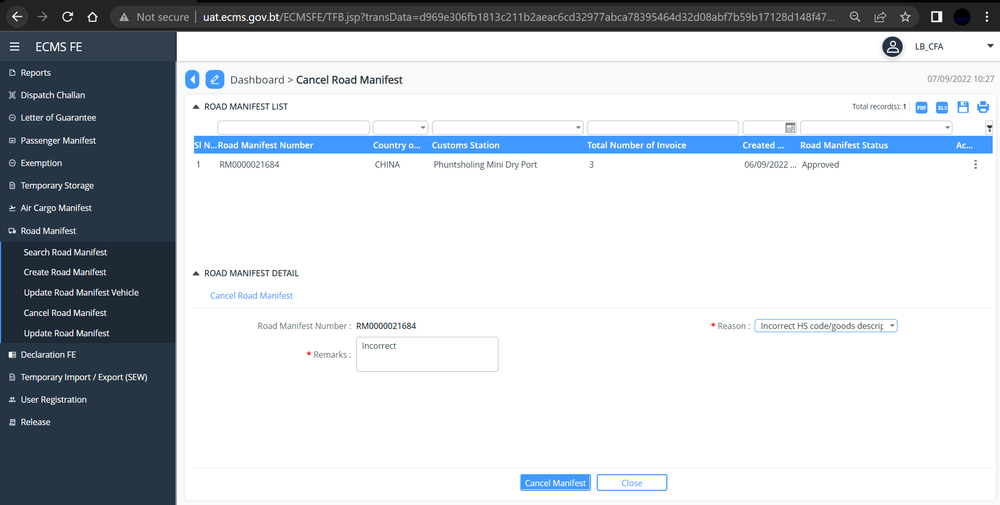 Not secure uat.ecms.gov.bt/ECMSFE/TFB.jsp?transData=d969e306fb1813c211b2aeac6cd32977abca78395464d32d08abf7b59b17128d148f47...
ECMS FE
LB_CFA
Reports
Dispatch Challan
Letter of Guarantee
Passenger Manifest
Exemption
Temporary Storage
Air Cargo Manifest
Road Manifest
Search Road Manifest
Create Road Manifest
Update Road Manifest Vehicle
Cancel Road Manifest
Update Road Manifest
Declaration FE
Temporary Import / Export (SEW)
User Registration
Release
Dashboard > Cancel Road Manifest
07/09/2022 10:27
ROAD MANIFEST LIST
Total record(s): 1
PDF
XLS
Sl N... Road Manifest Number Country o... Customs Station Total Number of Invoice Created ... Road Manifest Status Ac...
1 RM0000021684 CHINA Phuntsholing Mini Dry Port 3 06/09/2022 ... Approved
ROAD MANIFEST DETAIL
Cancel Road Manifest
Road Manifest Number : RM0000021684
* Reason : Incorrect HS code/goods descrip
* Remarks : Incorrect
Cancel Manifest
Close